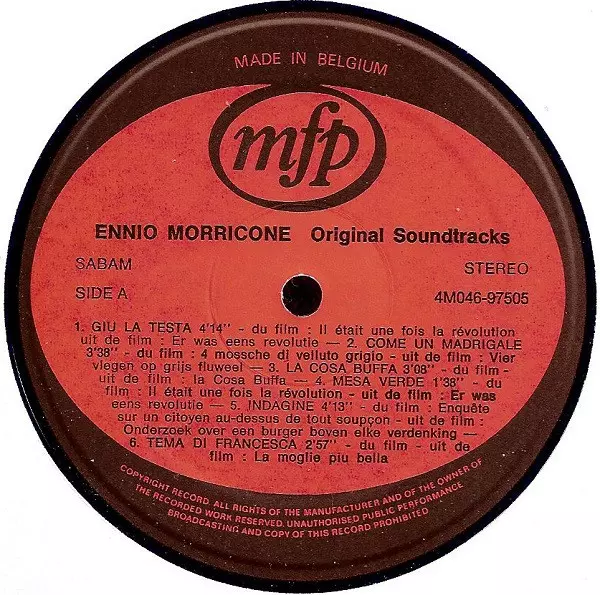 MADE IN BELGIUM
mfp
ENNIO MORRICONE Original Soundtracks
SABAM STEREO
SIDE A 4M046-97505
1. GIU LA TESTA 4'14" - du film : Il était une fois la révolution
uit de film : Er was eens revolutie — 2. COME UN MADRIGALE
3'38" - du film : 4 mossche di velluto grigio - uit de film : Vier
vlegen op grijs fluweel — 3. LA COSA BUFFA 3'08" - du film -
uit de film : la Cosa Buffa — 4. MESA VERDE 1'38" - du
film : Il était une fois la révolution - uit de film : Er was
eens revolutie — 5. INDAGINE 4'13" - du film : Enquête
sur un citoyen au-dessus de tout soupçon - uit de film :
Onderzoek over een burger boven elke verdenking —
6. TEMA DI FRANCESCA 2'57" - du film - uit de
film : La moglie piu bella
COPYRIGHT RECORD. ALL RIGHTS OF THE MANUFACTURER AND OF THE OWNER OF
THE RECORDED WORK RESERVED. UNAUTHORISED PUBLIC PERFORMANCE
BROADCASTING AND COPY OF THIS RECORD PROHIBITED